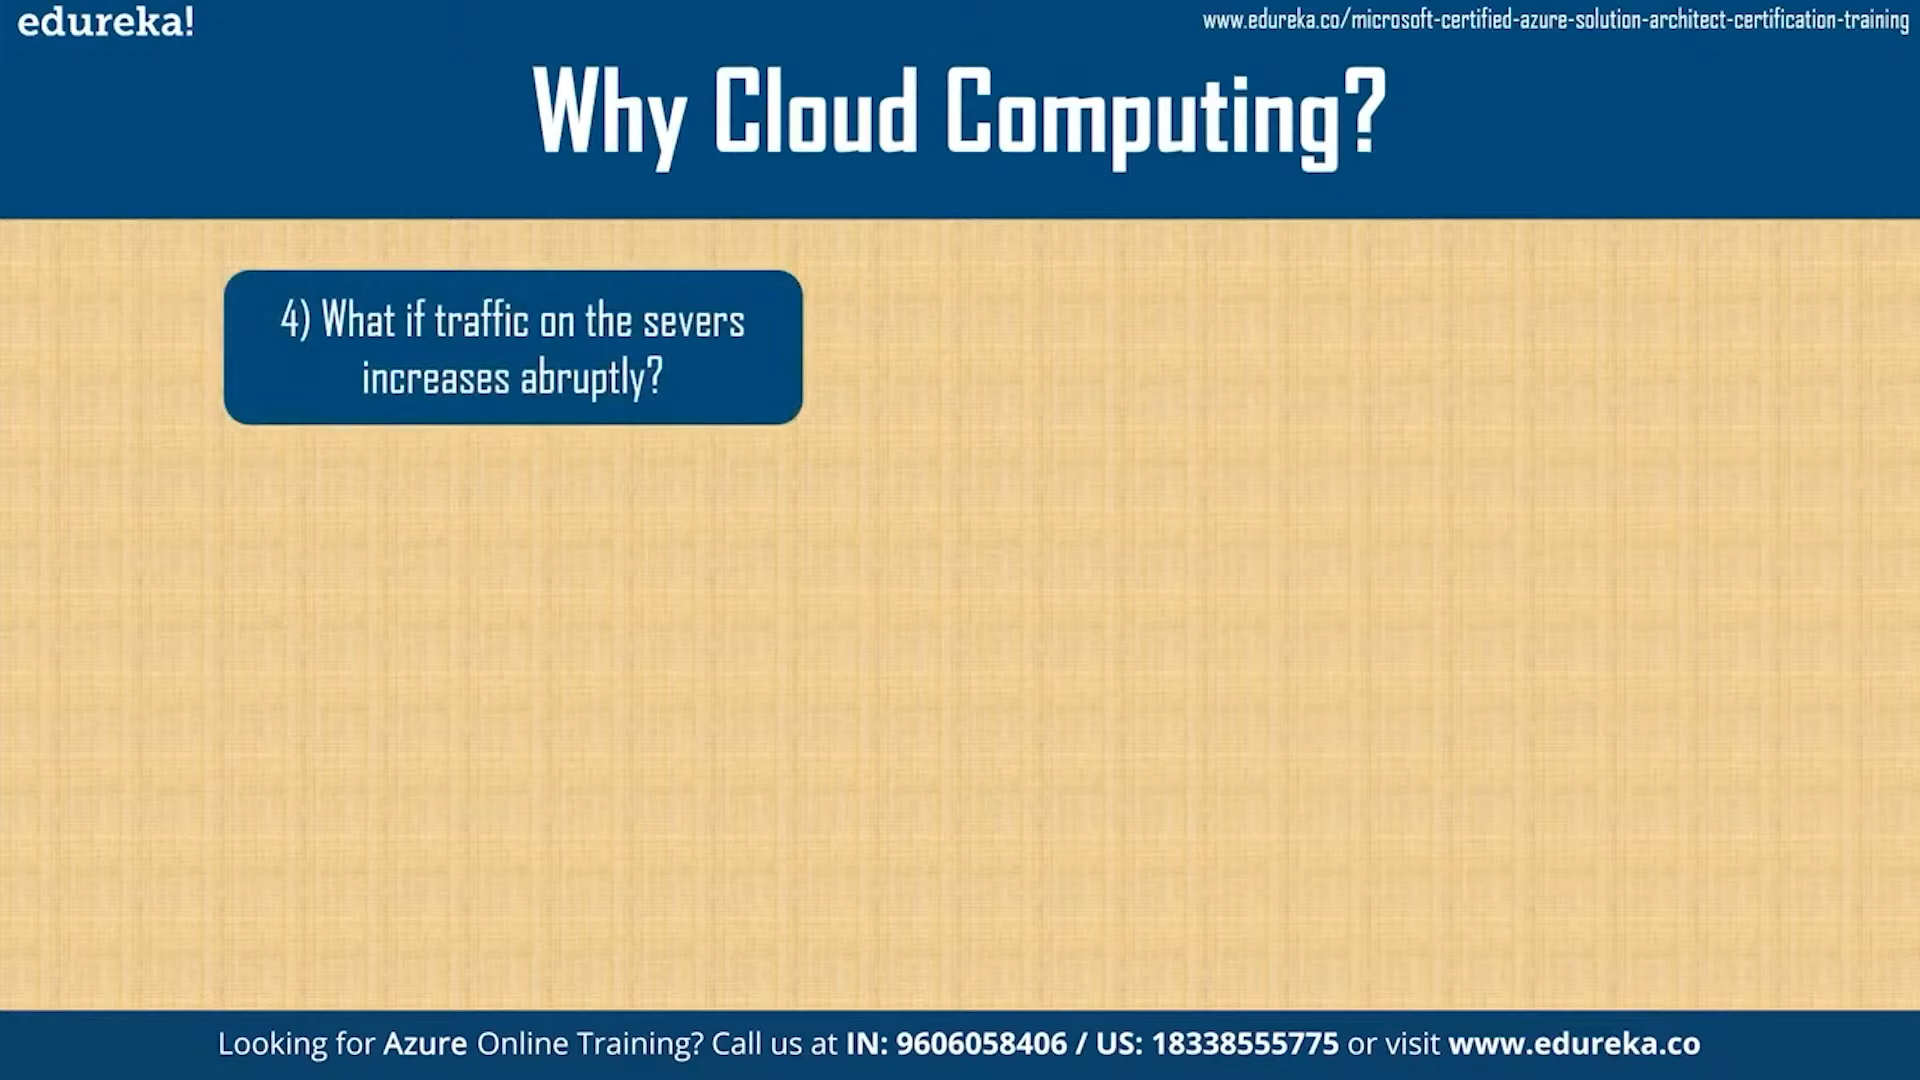 edureka!
www.edureka.co/microsoft-certified-azure-solution-architect-certification-training
Why Cloud Computing?
4) What if traffic on the severs
increases abruptly?
Looking for Azure Online Training? Call us at IN: 9606058406 / US: 18338555775 or visit www.edureka.co